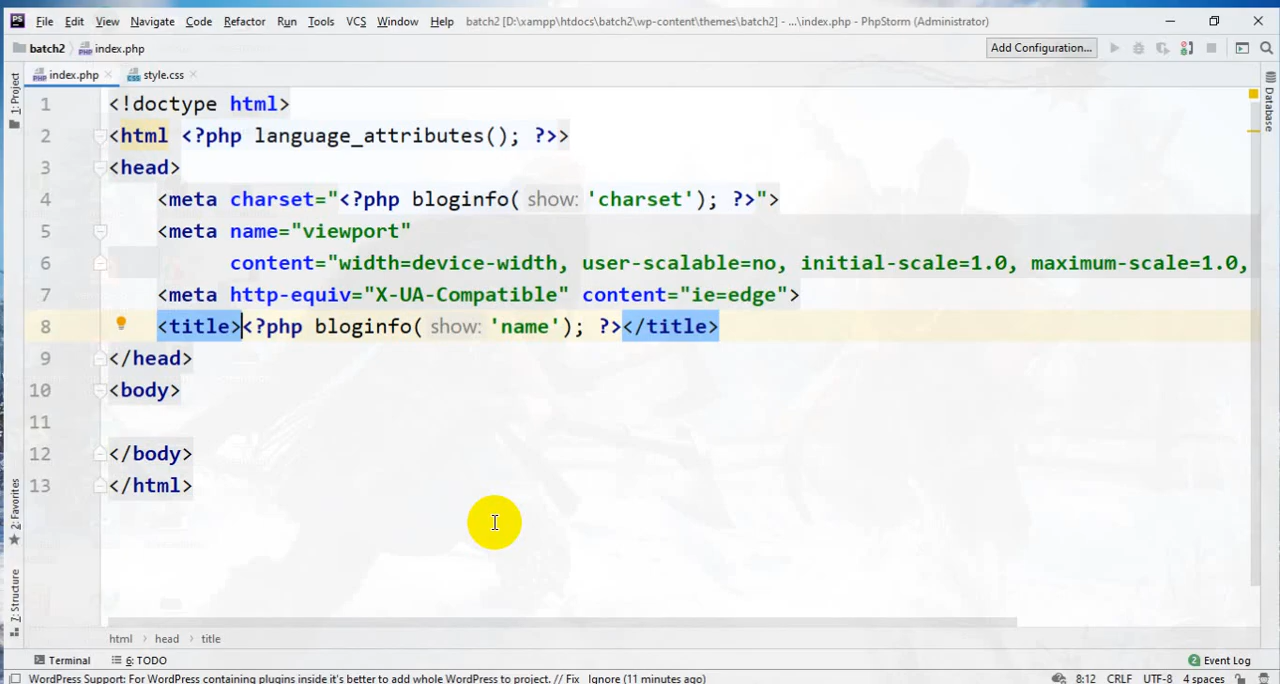 PS File Edit View Navigate Code Refactor Run Tools VCS Window Help batch2 [D:\xampp\htdocs\batch2\wp-content\themes\batch2] - ...\index.php - PhpStorm (Administrator)
batch2 index.php Add Configuration...
index.php style.css
1: Project
Database
1 <!doctype html>
2 <html <?php language_attributes(); ?>>
3 <head>
4 <meta charset="<?php bloginfo( show: 'charset'); ?>">
5 <meta name="viewport"
6 content="width=device-width, user-scalable=no, initial-scale=1.0, maximum-scale=1.0,
7 <meta http-equiv="X-UA-Compatible" content="ie=edge">
8 <title><?php bloginfo( show: 'name'); ?></title>
9 </head>
10 <body>
11
12 </body>
13 </html>
2: Favorites
7: Structure
html head title
Terminal 6: TODO 2 Event Log
WordPress Support: For WordPress containing plugins inside it's better to add whole WordPress to project. // Fix Ignore (11 minutes ago) 8:12 CRLF UTF-8 4 spaces